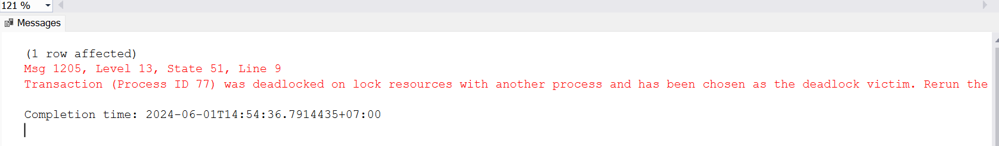 121 %
Messages
(1 row affected)
Msg 1205, Level 13, State 51, Line 9
Transaction (Process ID 77) was deadlocked on lock resources with another process and has been chosen as the deadlock victim. Rerun the
Completion time: 2024-06-01T14:54:36.7914435+07:00